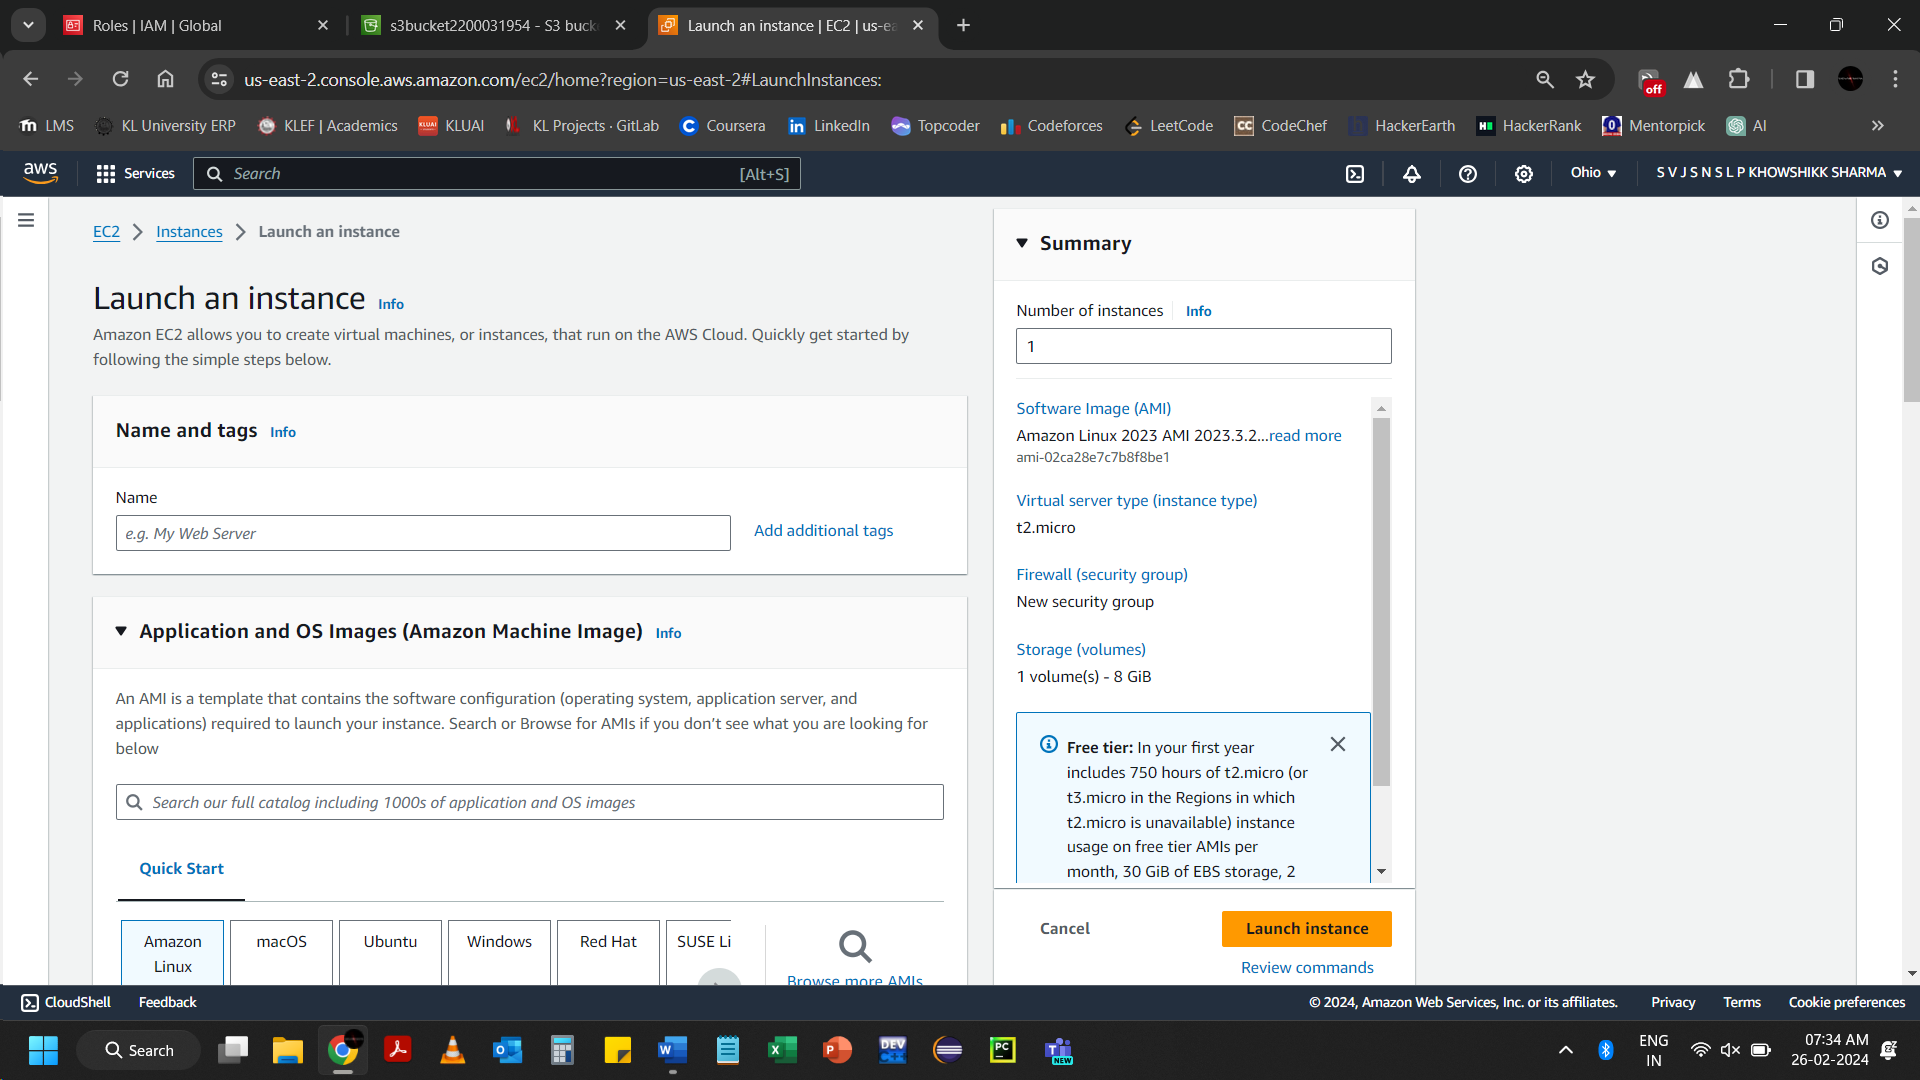 Roles | IAM | Global
s3bucket2200031954 - S3 buck
Launch an instance | EC2 | us-ea
us-east-2.console.aws.amazon.com/ec2/home?region=us-east-2#LaunchInstances:
off
LMS
KL University ERP
KLEF | Academics
KLUAI
KL Projects · GitLab
Coursera
LinkedIn
Topcoder
Codeforces
LeetCode
CodeChef
HackerEarth
HackerRank
Mentorpick
AI
aws
Services
Search
[Alt+S]
Ohio
S V J S N S L P KHOWSHIKK SHARMA
EC2
Instances
Launch an instance
Launch an instance Info
Amazon EC2 allows you to create virtual machines, or instances, that run on the AWS Cloud. Quickly get started by
following the simple steps below.
Name and tags Info
Name
e.g. My Web Server
Add additional tags
Application and OS Images (Amazon Machine Image) Info
An AMI is a template that contains the software configuration (operating system, application server, and
applications) required to launch your instance. Search or Browse for AMIs if you don’t see what you are looking for
below
Search our full catalog including 1000s of application and OS images
Quick Start
Amazon
Linux
macOS
Ubuntu
Windows
Red Hat
SUSE Li
Browse more AMIs
Summary
Number of instances Info
1
Software Image (AMI)
Amazon Linux 2023 AMI 2023.3.2...read more
ami-02ca28e7c7b8f8be1
Virtual server type (instance type)
t2.micro
Firewall (security group)
New security group
Storage (volumes)
1 volume(s) - 8 GiB
Free tier: In your first year
includes 750 hours of t2.micro (or
t3.micro in the Regions in which
t2.micro is unavailable) instance
usage on free tier AMIs per
month, 30 GiB of EBS storage, 2
Cancel
Launch instance
Review commands
CloudShell
Feedback
© 2024, Amazon Web Services, Inc. or its affiliates.
Privacy
Terms
Cookie preferences
Search
DEV
PC
NEW
ENG
IN
07:34 AM
26-02-2024